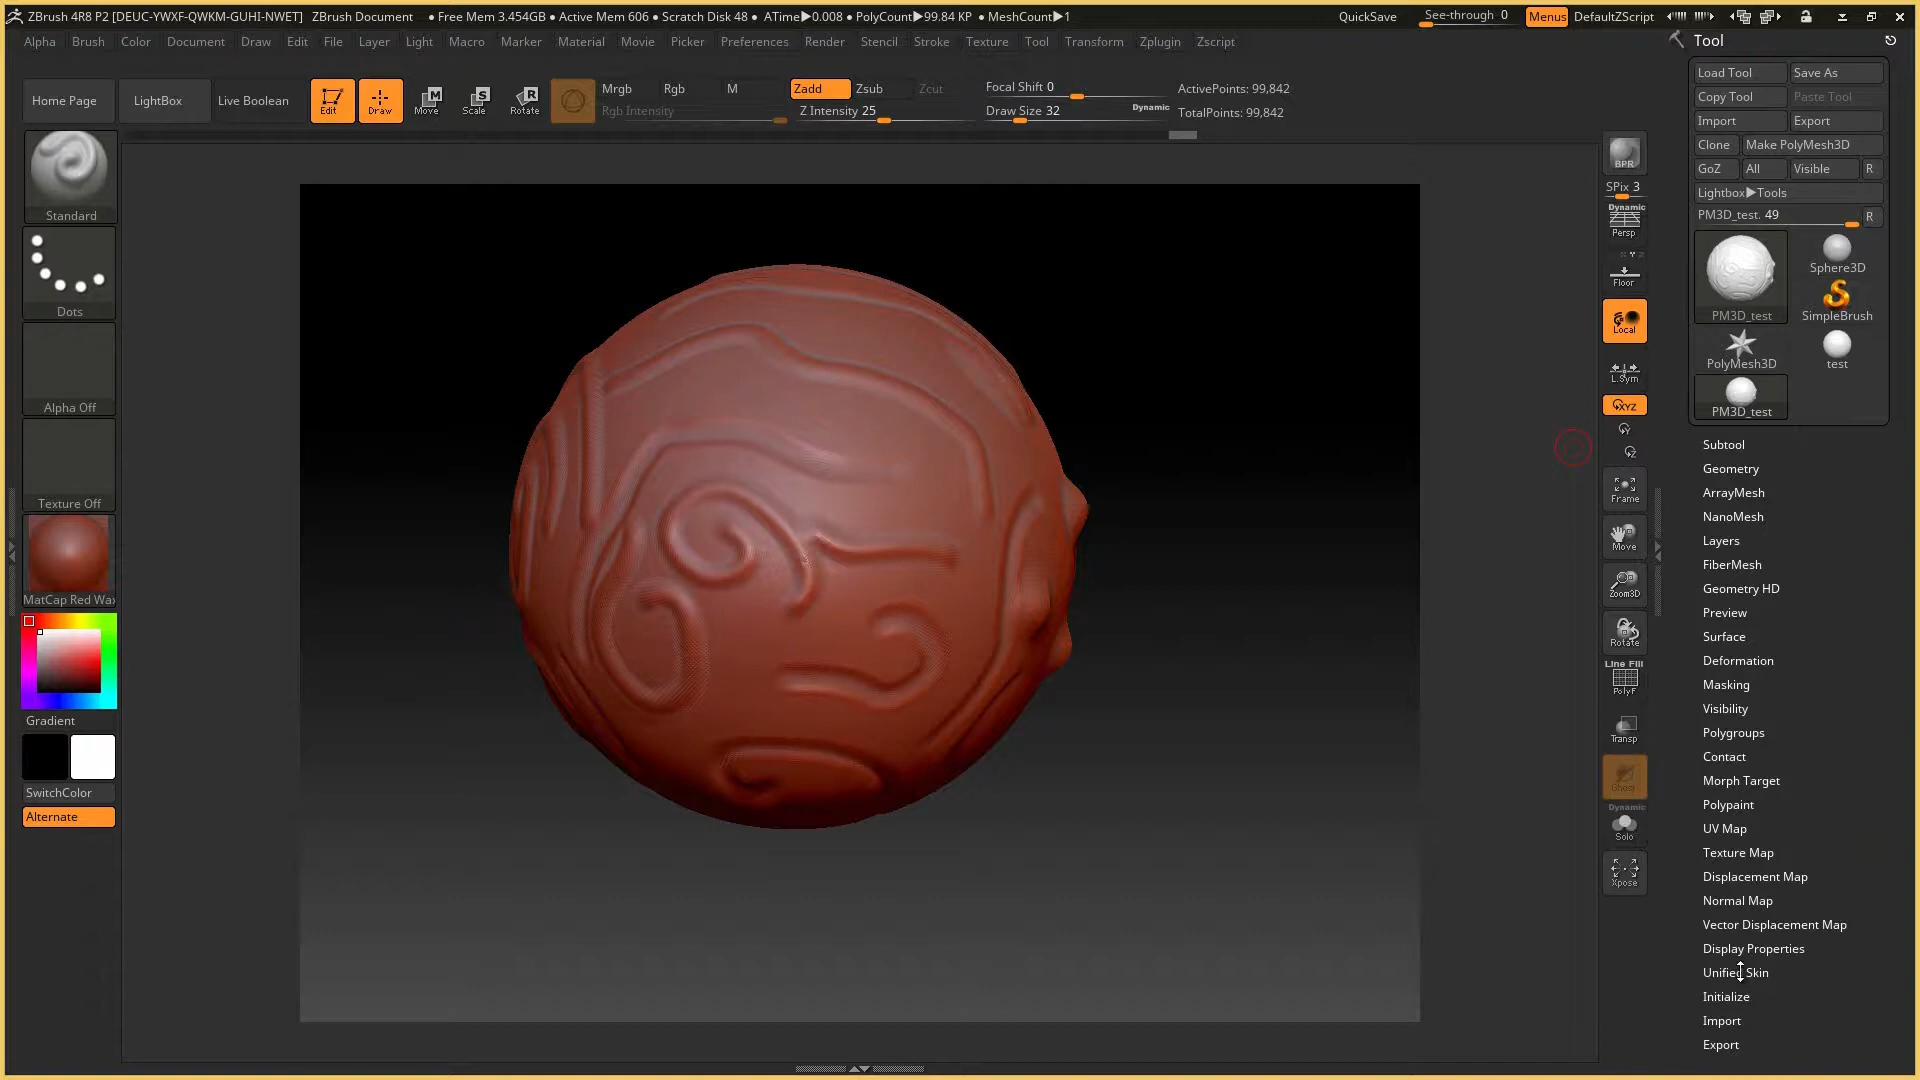 ZBrush 4R8 P2 [DEUC-YWXF-QWKM-GUHI-NWET] ZBrush Document • Free Mem 3.454GB • Active Mem 606 • Scratch Disk 48 • ATime▶0.008 • PolyCount▶99.84 KP • MeshCount▶1 QuickSave See-through 0 Menus DefaultZScript
Alpha Brush Color Document Draw Edit File Layer Light Macro Marker Material Movie Picker Preferences Render Stencil Stroke Texture Tool Transform Zplugin Zscript
Home Page LightBox Live Boolean Edit Draw Move Scale Rotate
Mrgb Rgb M Zadd Zsub Zcut Focal Shift 0 ActivePoints: 99,842
Rgb Intensity Z Intensity 25 Draw Size 32 Dynamic TotalPoints: 99,842
Standard
Dots
Alpha Off
Texture Off
MatCap Red Wax
Gradient
SwitchColor
Alternate
BPR
SPix 3
Dynamic
Persp
Floor
Local
L.Sym
XYZ
Y
Z
Frame
Move
Zoom3D
Rotate
Line Fill
PolyF
Transp
Ghost
Dynamic
Solo
Xpose
Tool
Load Tool Save As
Copy Tool Paste Tool
Import Export
Clone Make PolyMesh3D
GoZ All Visible R
Lightbox▶Tools
PM3D_test. 49 R
PM3D_test Sphere3D
SimpleBrush
PolyMesh3D test
PM3D_test
Subtool
Geometry
ArrayMesh
NanoMesh
Layers
FiberMesh
Geometry HD
Preview
Surface
Deformation
Masking
Visibility
Polygroups
Contact
Morph Target
Polypaint
UV Map
Texture Map
Displacement Map
Normal Map
Vector Displacement Map
Display Properties
Unified Skin
Initialize
Import
Export